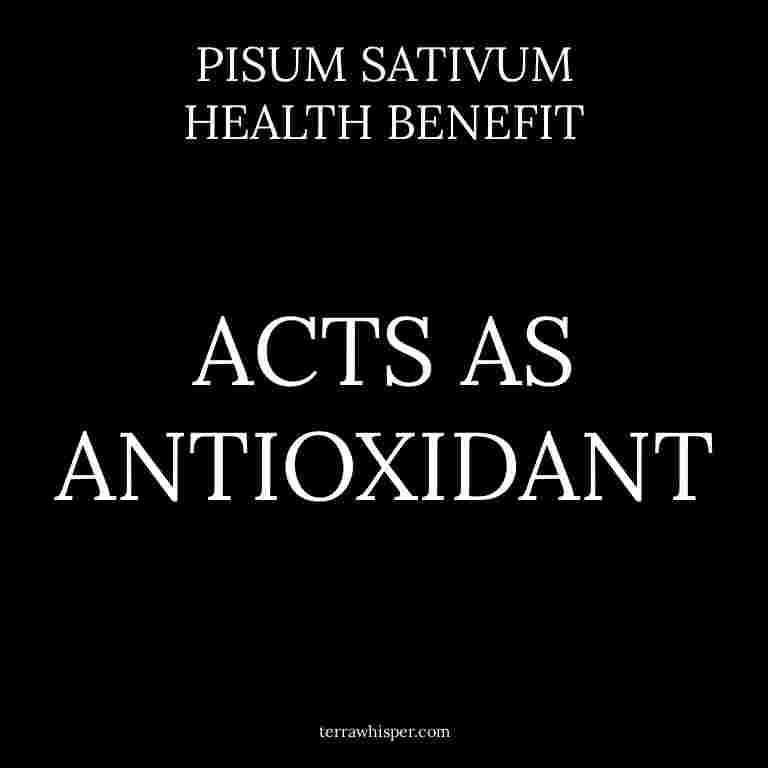 PISUM SATIVUM
HEALTH BENEFIT
ACTS AS
ANTIOXIDANT
terrawhisper.com